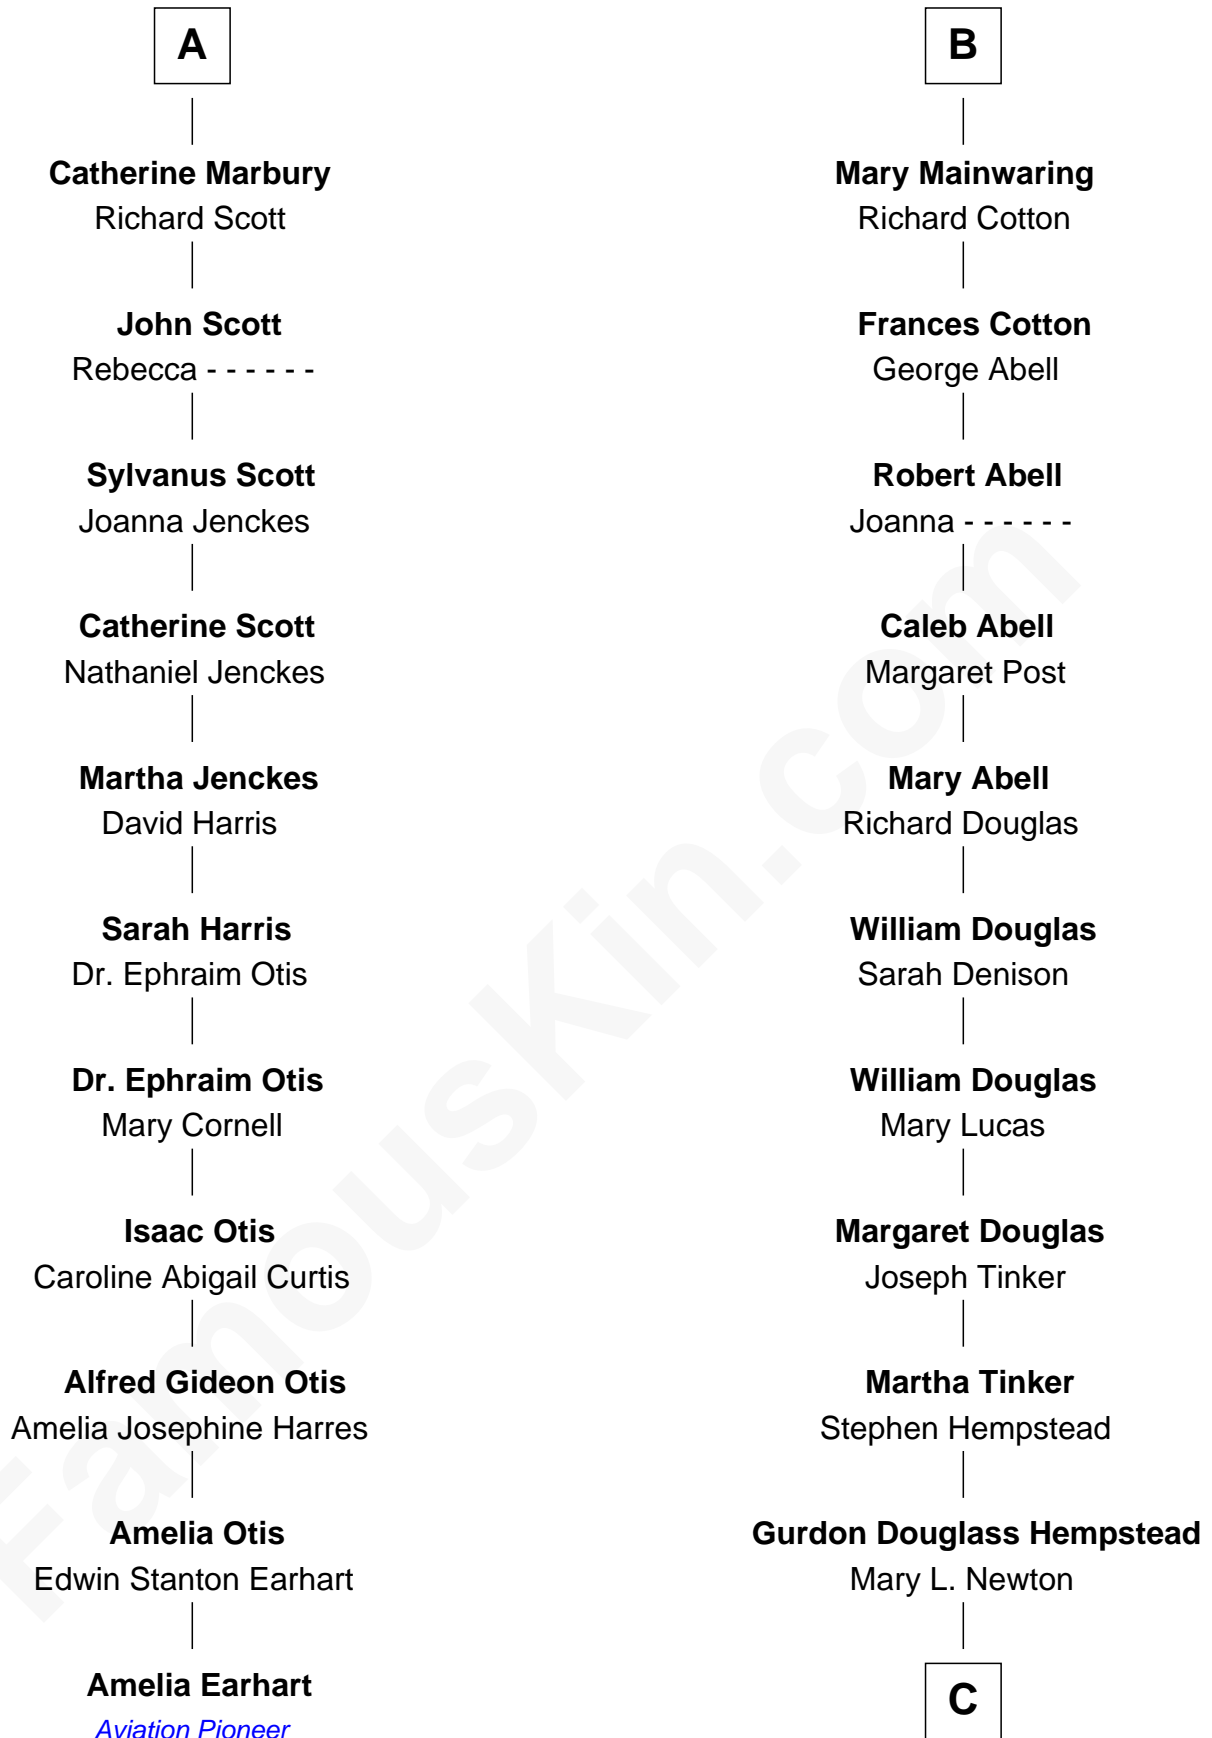 A
Catherine Marbury
Richard Scott
John Scott
Rebecca - - - - - -
Sylvanus Scott
Joanna Jenckes
Catherine Scott
Nathaniel Jenckes
Martha Jenckes
David Harris
Sarah Harris
Dr. Ephraim Otis
Dr. Ephraim Otis
Mary Cornell
Isaac Otis
Caroline Abigail Curtis
Alfred Gideon Otis
Amelia Josephine Harres
Amelia Otis
Edwin Stanton Earhart
Amelia Earhart
Aviation Pioneer
B
Mary Mainwaring
Richard Cotton
Frances Cotton
George Abell
Robert Abell
Joanna - - - - - -
Caleb Abell
Margaret Post
Mary Abell
Richard Douglas
William Douglas
Sarah Denison
William Douglas
Mary Lucas
Margaret Douglas
Joseph Tinker
Martha Tinker
Stephen Hempstead
Gurdon Douglass Hempstead
Mary L. Newton
C
FamousKin.com